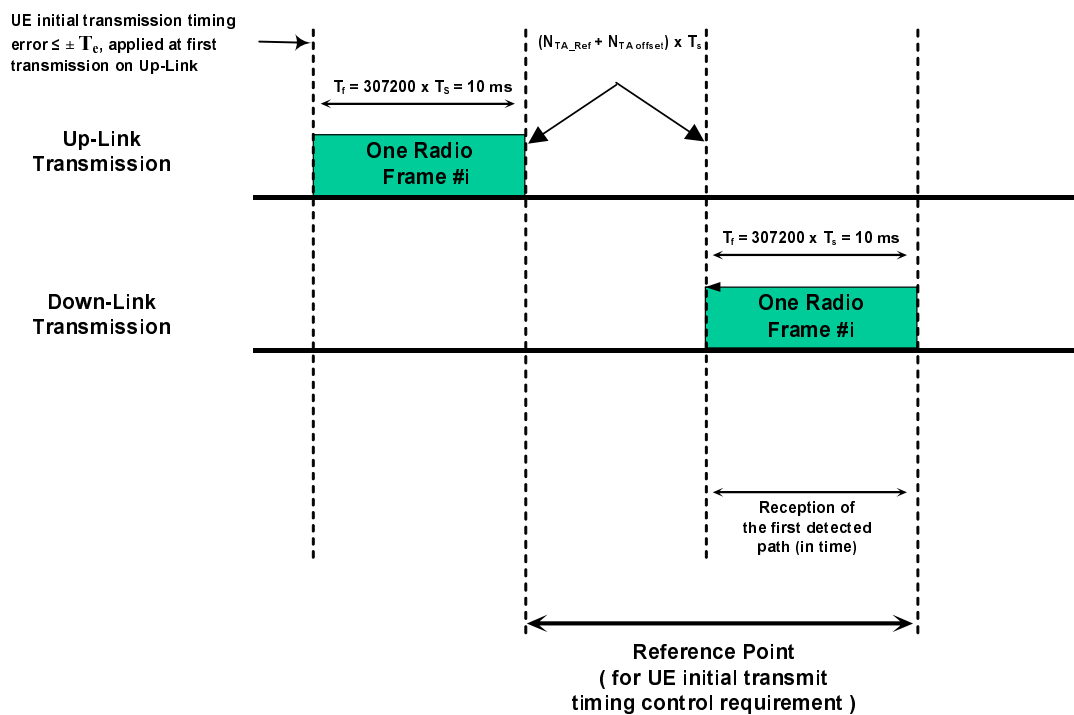 UE initial transmission timing
error ≤ ± Te, applied at first
transmission on Up-Link
(NTA_Ref + NTA offset) x Ts
Tf = 307200 x TS = 10 ms
Up-Link
Transmission
One Radio
Frame #i
Tf = 307200 x Ts = 10 ms
Down-Link
Transmission
One Radio
Frame #i
Reception of
the first detected
path (in time)
Reference Point
( for UE initial transmit
timing control requirement )